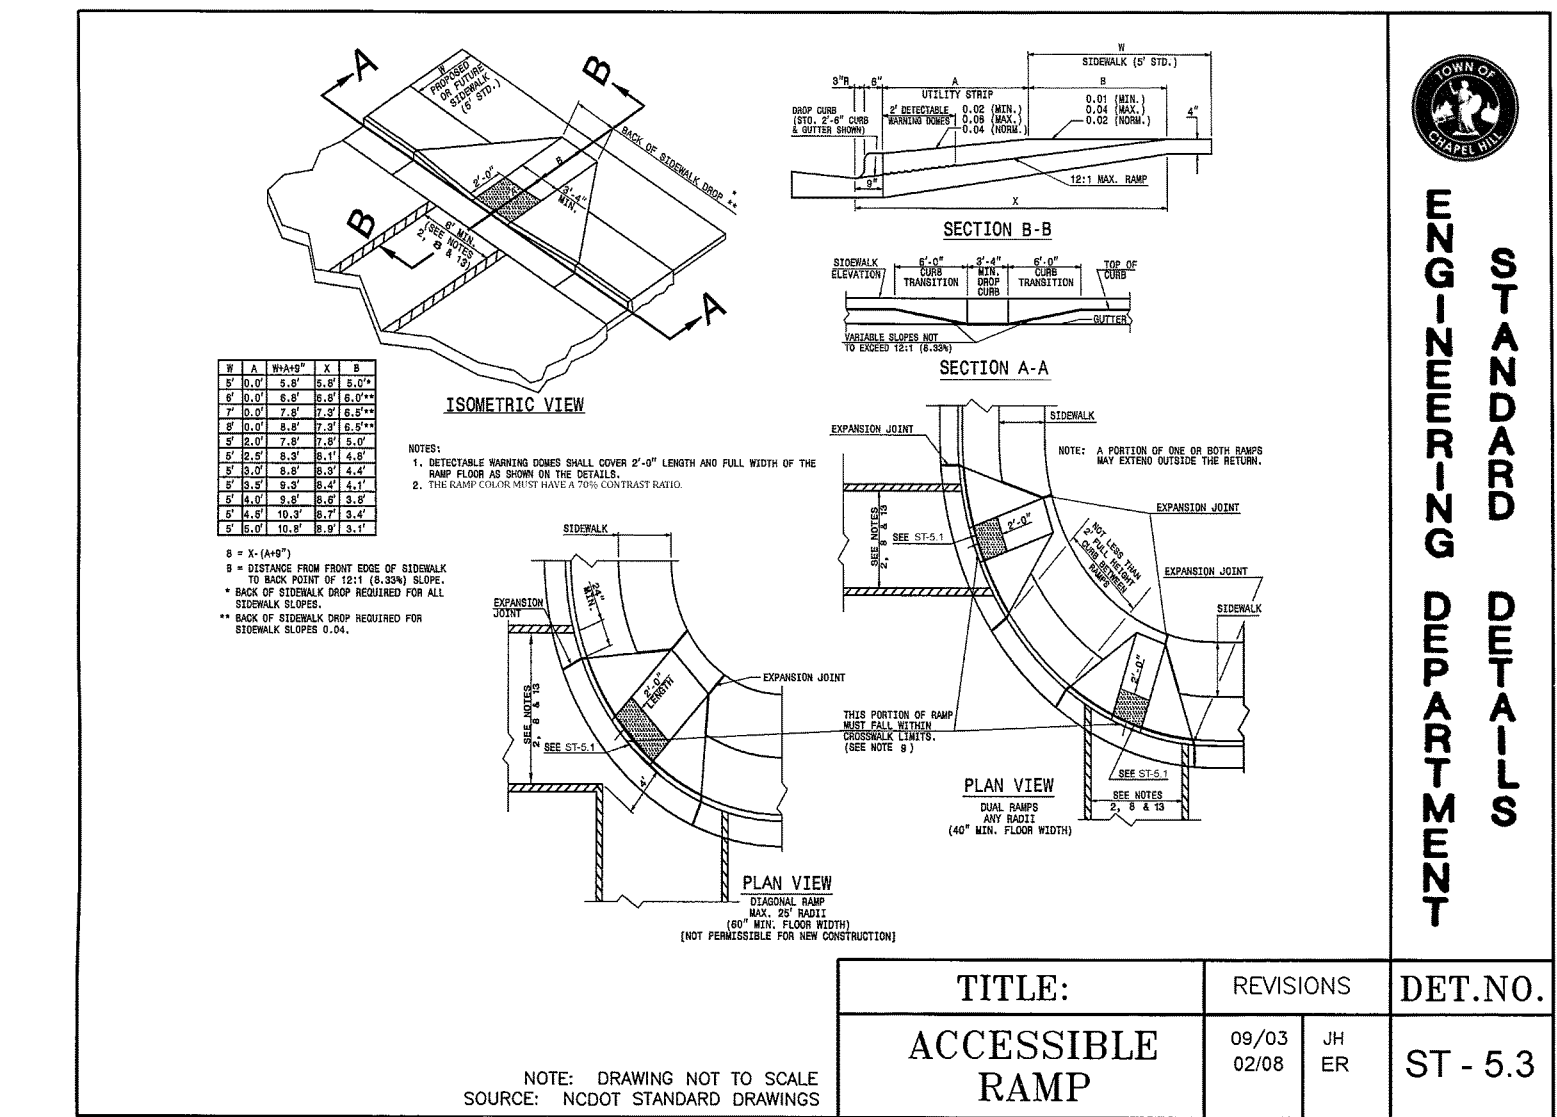 A
W
PROPOSED
OR FUTURE
SIDEWALK
(5' STD.)
B
BACK OF SIDEWALK DROP *
**
2'-0"
B
3'-4"
MIN.
B
6' MIN.
(SEE NOTES
2, 8 & 13)
A
ISOMETRIC VIEW
W
SIDEWALK (5' STD.)
3"R 6" A B
UTILITY STRIP
DROP CURB
(STD. 2'-6" CURB
& GUTTER SHOWN)
2' DETECTABLE
WARNING DOMES
0.02 (MIN.)
0.06 (MAX.)
0.04 (NORM.)
0.01 (MIN.)
0.04 (MAX.)
0.02 (NORM.)
4"
9"
12:1 MAX. RAMP
X
SECTION B-B
SIDEWALK
ELEVATION
6'-0"
CURB
TRANSITION
3'-4"
MIN.
DROP
CURB
6'-0"
CURB
TRANSITION
TOP OF
CURB
GUTTER
VARIABLE SLOPES NOT
TO EXCEED 12:1 (8.33%)
SECTION A-A
W A W+A+9" X B
5' 0.0' 5.8' 5.8' 5.0'*
6' 0.0' 6.8' 6.8' 6.0'**
7' 0.0' 7.8' 7.3' 6.5'**
8' 0.0' 8.8' 7.3' 6.5'**
5' 2.0' 7.8' 7.8' 5.0'
5' 2.5' 8.3' 8.1' 4.8'
5' 3.0' 8.8' 8.3' 4.4'
5' 3.5' 9.3' 8.4' 4.1'
5' 4.0' 9.8' 8.6' 3.8'
5' 4.5' 10.3' 8.7' 3.4'
5' 5.0' 10.8' 8.9' 3.1'
B = X-(A+9")
B = DISTANCE FROM FRONT EDGE OF SIDEWALK
TO BACK POINT OF 12:1 (8.33%) SLOPE.
* BACK OF SIDEWALK DROP REQUIRED FOR ALL
SIDEWALK SLOPES.
** BACK OF SIDEWALK DROP REQUIRED FOR
SIDEWALK SLOPES 0.04.
NOTES:
1. DETECTABLE WARNING DOMES SHALL COVER 2'-0" LENGTH AND FULL WIDTH OF THE
RAMP FLOOR AS SHOWN ON THE DETAILS.
2. THE RAMP COLOR MUST HAVE A 70% CONTRAST RATIO.
SIDEWALK
24"
MIN.
EXPANSION
JOINT
SEE NOTES
2, 8 & 13
2'-0"
LENGTH
EXPANSION JOINT
SEE ST-5.1
4'
PLAN VIEW
DIAGONAL RAMP
MAX. 25' RADII
(60" MIN. FLOOR WIDTH)
[NOT PERMISSIBLE FOR NEW CONSTRUCTION]
SIDEWALK
EXPANSION JOINT
NOTE: A PORTION OF ONE OR BOTH RAMPS
MAY EXTEND OUTSIDE THE RETURN.
EXPANSION JOINT
SEE NOTES
2, 8 & 13
SEE ST-5.1
2'-0"
NOT LESS THAN
2' FULL HEIGHT
CURB BETWEEN
RAMPS
EXPANSION JOINT
SIDEWALK
2'-0"
THIS PORTION OF RAMP
MUST FALL WITHIN
CROSSWALK LIMITS.
(SEE NOTE 9)
SEE ST-5.1
SEE NOTES
2, 8 & 13
PLAN VIEW
DUAL RAMPS
ANY RADII
(40" MIN. FLOOR WIDTH)
TOWN OF
CHAPEL HILL
ENGINEERING DEPARTMENT
STANDARD DETAILS
NOTE: DRAWING NOT TO SCALE
SOURCE: NCDOT STANDARD DRAWINGS
TITLE:
ACCESSIBLE
RAMP
REVISIONS
09/03 JH
02/08 ER
DET.NO.
ST - 5.3